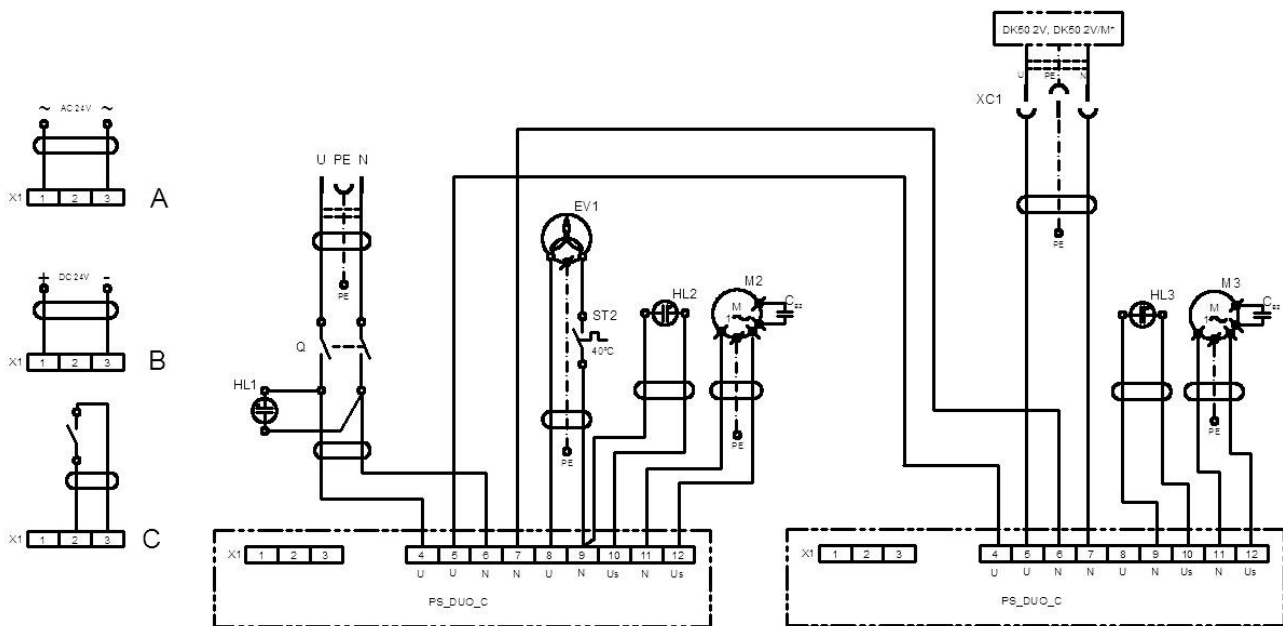 DK50 2V, DK50 2V/M*
U PE N
XC1
~ AC 24V ~
X1 1 2 3 A
U PE N
PE
EV1
PE
+ DC 24V -
X1 1 2 3 B
Q
HL1
ST2
40°C
HL2
M2
M
1~
PE
PE
HL3
M3
M
1~
PE
X1 1 2 3 C
X1 1 2 3
4 5 6 7 8 9 10 11 12
U U N N U N Us N Us
PS_DUO_C
X1 1 2 3
4 5 6 7 8 9 10 11 12
U U N N U N Us N Us
PS_DUO_C